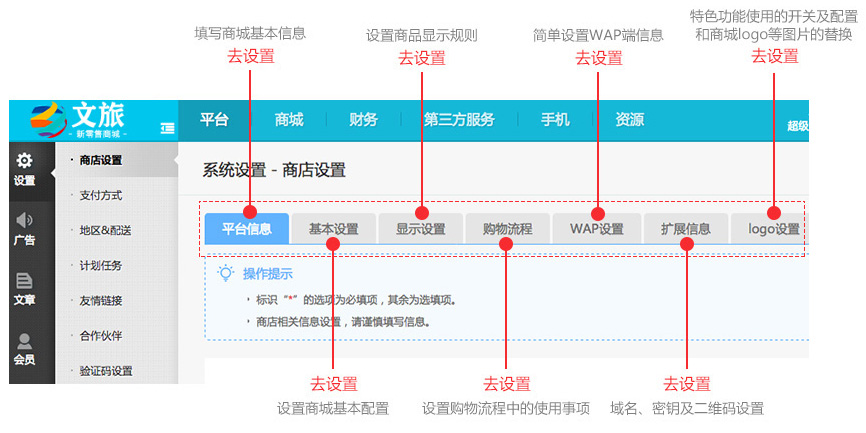 特色功能使用的开关及配置
和商城logo等图片的替换
填写商城基本信息
设置商品显示规则
简单设置WAP端信息
去设置
去设置
去设置
去设置
文旅
- 新零售商城 -
平台
商城
财务
第三方服务
手机
资源
超级
设置
广告
文章
会员
商店设置
支付方式
地区&配送
计划任务
友情链接
合作伙伴
验证码设置
系统设置 - 商店设置
平台信息
基本设置
显示设置
购物流程
WAP设置
扩展信息
logo设置
操作提示
标识“*”的选项为必填项，其余为选填项。
商店相关信息设置，请谨慎填写信息。
去设置
去设置
去设置
设置商城基本配置
设置购物流程中的使用事项
域名、密钥及二维码设置